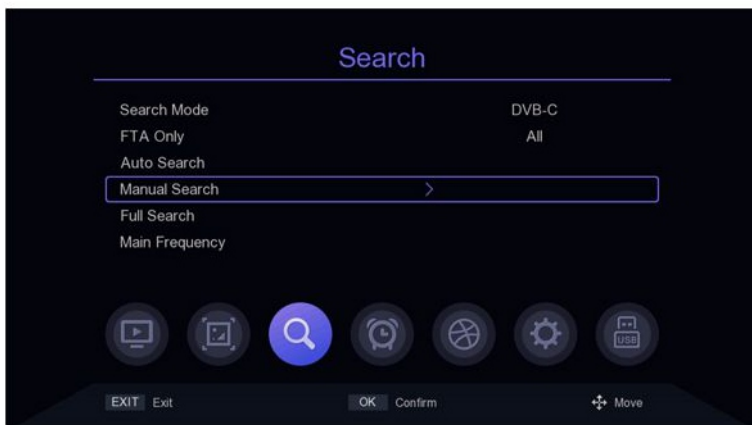 Search
Search Mode DVB-C
FTA Only All
Auto Search
Manual Search >
Full Search
Main Frequency
USB
EXIT Exit OK Confirm Move